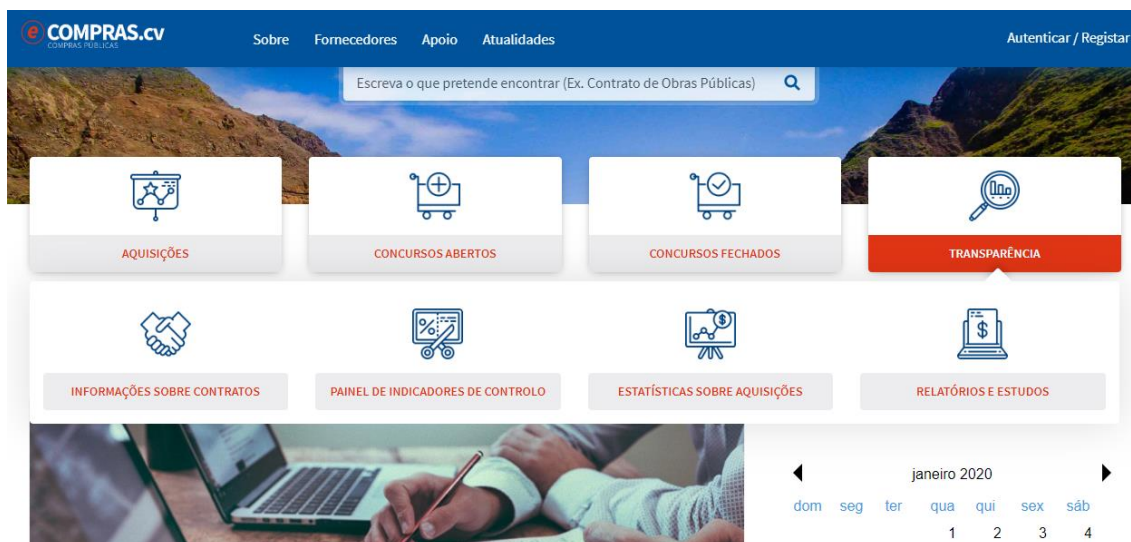 e COMPRAS.cv
COMPRAS PÚBLICAS
Sobre Fornecedores Apoio Atualidades
Autenticar / Registar
Escreva o que pretende encontrar (Ex. Contrato de Obras Públicas)
AQUISIÇÕES
CONCURSOS ABERTOS
CONCURSOS FECHADOS
TRANSPARÊNCIA
INFORMAÇÕES SOBRE CONTRATOS
PAINEL DE INDICADORES DE CONTROLO
ESTATÍSTICAS SOBRE AQUISIÇÕES
RELATÓRIOS E ESTUDOS
janeiro 2020
dom seg ter qua qui sex sáb
1 2 3 4